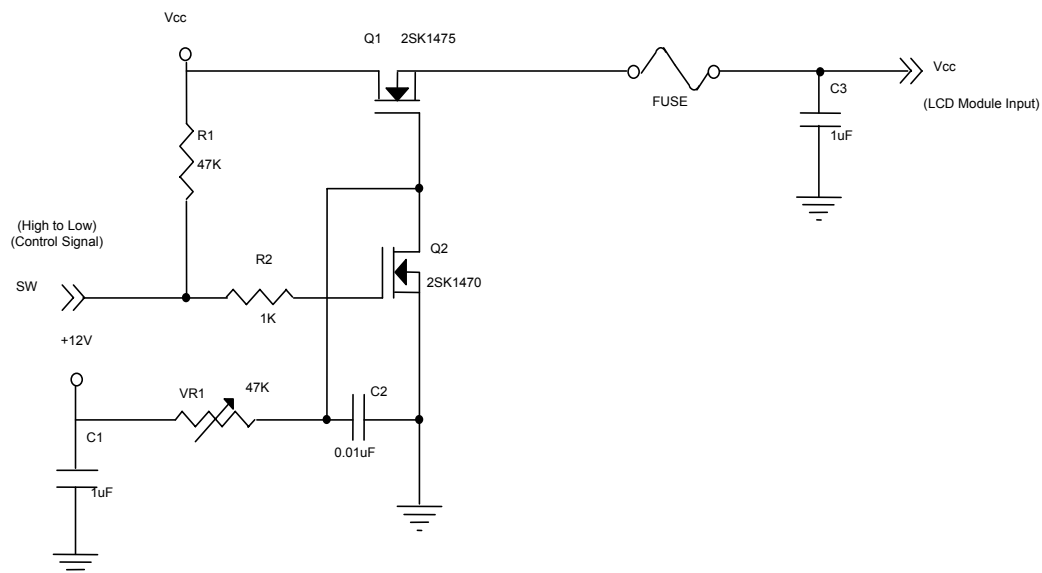 Vcc
Q1 2SK1475
Vcc
FUSE
C3
(LCD Module Input)
R1
1uF
47K
(High to Low)
(Control Signal)
Q2
R2
2SK1470
SW
1K
+12V
VR1
47K
C2
C1
0.01uF
1uF